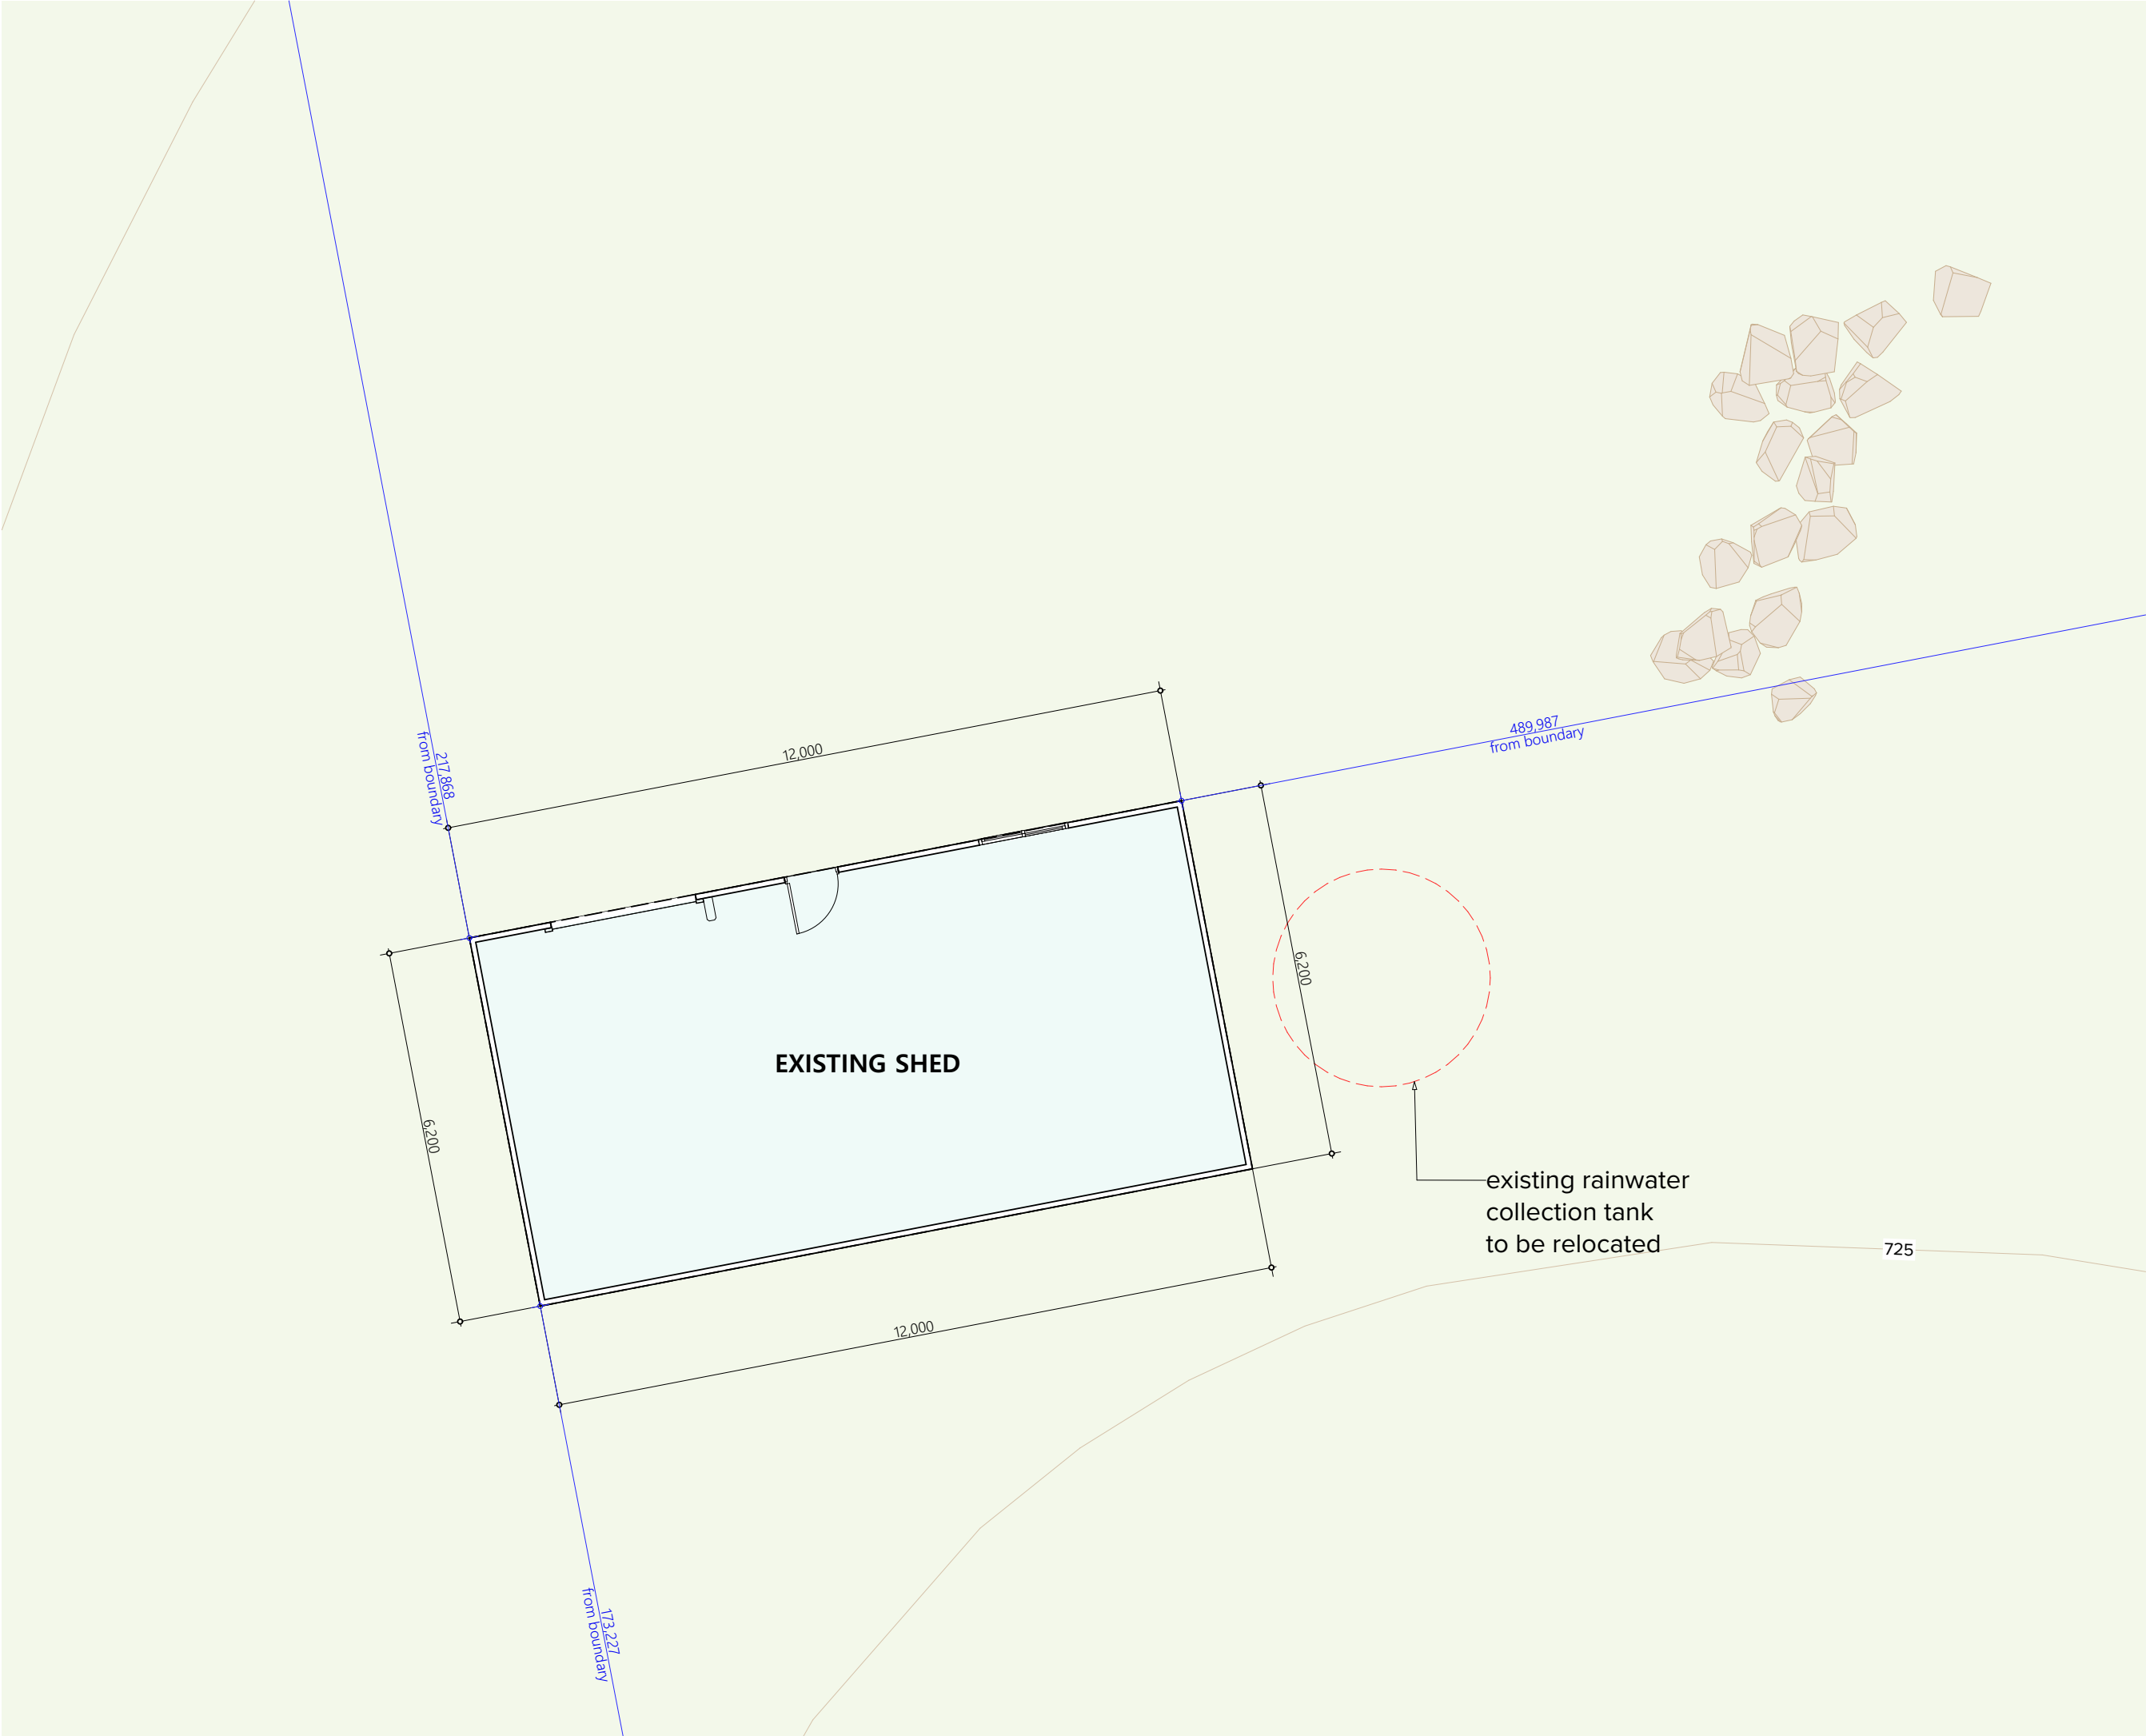 489,987
from boundary
217,868
from boundary
12,000
6,200
EXISTING SHED
6,200
existing rainwater
collection tank
to be relocated
725
12,000
173,227
from boundary